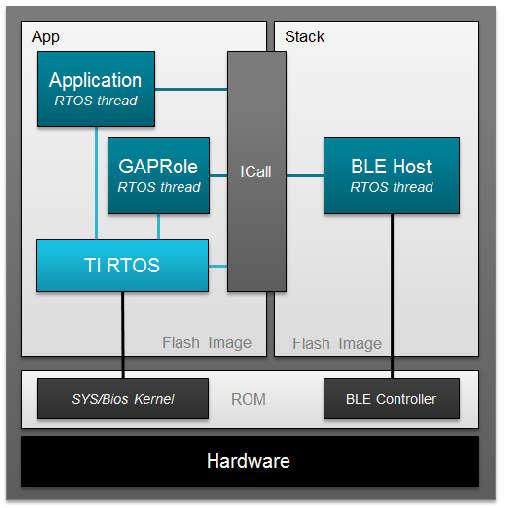 App
Stack
Application
RTOS thread
GAPRole
RTOS thread
ICall
BLE Host
RTOS thread
TI RTOS
Flash Image
Flash Image
SYS/Bios Kernel
ROM
BLE Controller
Hardware